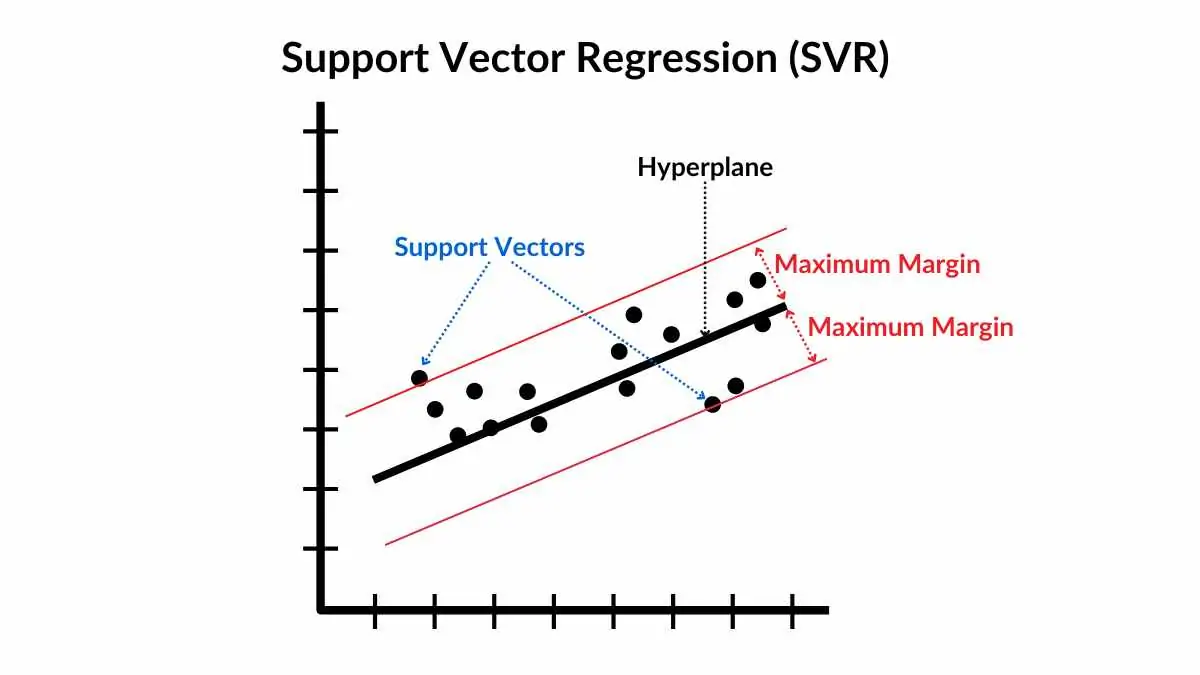 Support Vector Regression (SVR)
Hyperplane
Support Vectors
Maximum Margin
Maximum Margin